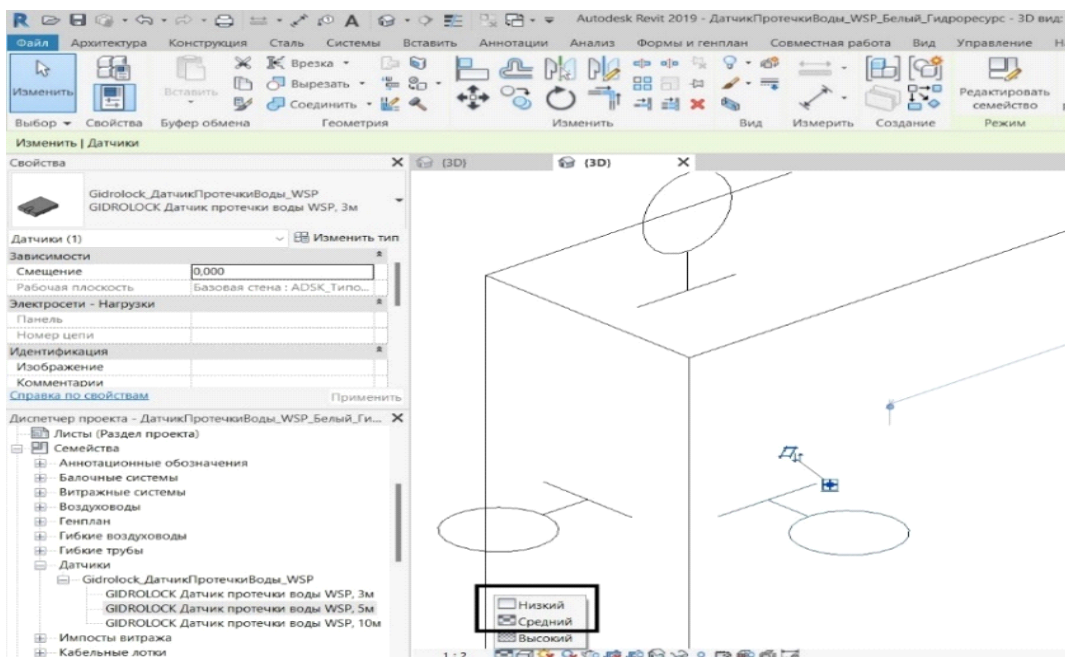 Autodesk Revit 2019 - ДатчикПротечкиВоды_WSP_Белый_Гидроресурс - 3D вид:
Файл Архитектура Конструкция Сталь Системы Вставить Аннотации Анализ Формы и генплан Совместная работа Вид Управление
Врезка
Вырезать
Соединить
Изменить
Вставить
Редактировать
семейство
Выбор Свойства Буфер обмена Геометрия Изменить Вид Измерить Создание Режим
Изменить | Датчики
Свойства
{3D} {3D}
Gidrolock_ДатчикПротечкиВоды_WSP
GIDROLOCK Датчик протечки воды WSP, 3м
Датчики (1) Изменить тип
Зависимости
Смещение 0,000
Рабочая плоскость Базовая стена : ADSK_Типо...
Электросети - Нагрузки
Панель
Номер цепи
Идентификация
Изображение
Комментарии
Справка по свойствам Применить
Диспетчер проекта - ДатчикПротечкиВоды_WSP_Белый_Ги...
Листы (Раздел проекта)
Семейства
Аннотационные обозначения
Балочные системы
Витражные системы
Воздуховоды
Генплан
Гибкие воздуховоды
Гибкие трубы
Датчики
Gidrolock_ДатчикПротечкиВоды_WSP
GIDROLOCK Датчик протечки воды WSP, 3м
GIDROLOCK Датчик протечки воды WSP, 5м
GIDROLOCK Датчик протечки воды WSP, 10м
Импосты витража
Кабельные лотки
Низкий
Средний
Высокий